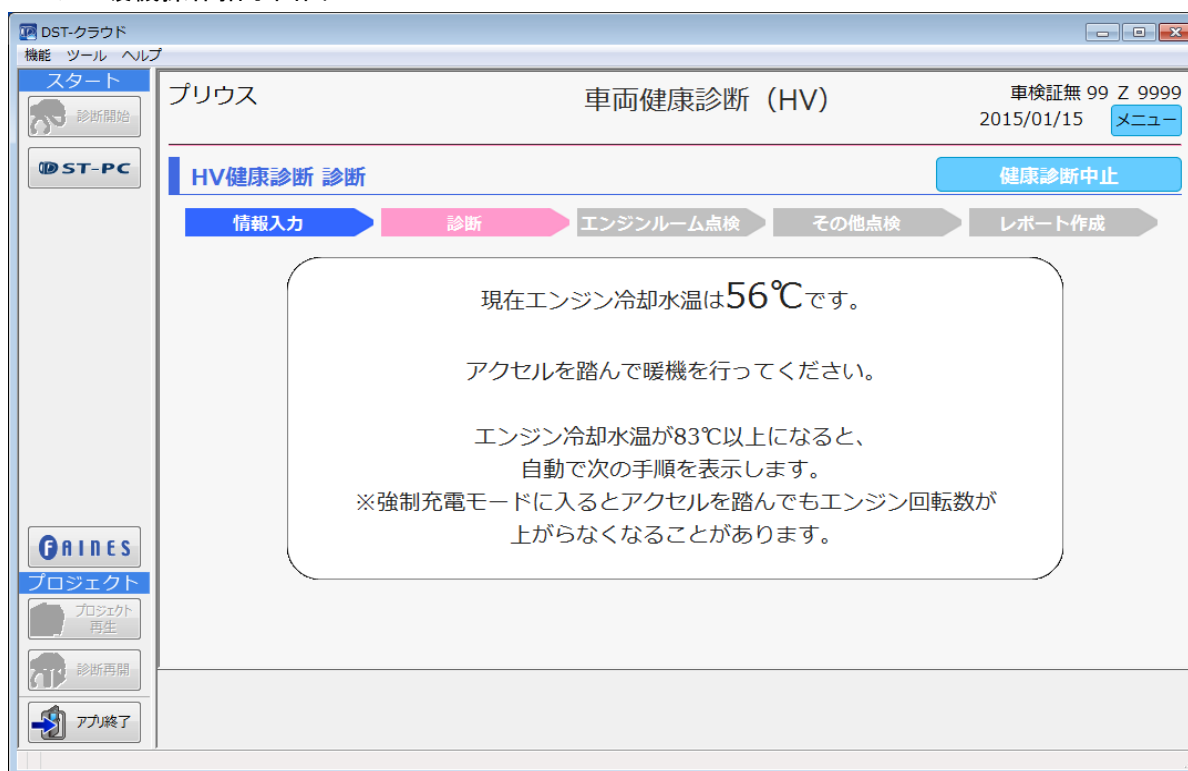 DST-クラウド
機能 ツール ヘルプ
スタート
診断開始
DST-PC
FAINES
プロジェクト
プロジェクト
再生
診断再開
アプリ終了
プリウス
車両健康診断（HV）
車検証無 99 Z 9999
2015/01/15
メニュー
HV健康診断 診断
健康診断中止
情報入力
診断
エンジンルーム点検
その他点検
レポート作成
現在エンジン冷却水温は56℃です。
アクセルを踏んで暖機を行ってください。
エンジン冷却水温が83℃以上になると、
自動で次の手順を表示します。
※強制充電モードに入るとアクセルを踏んでもエンジン回転数が
上がらなくなることがあります。